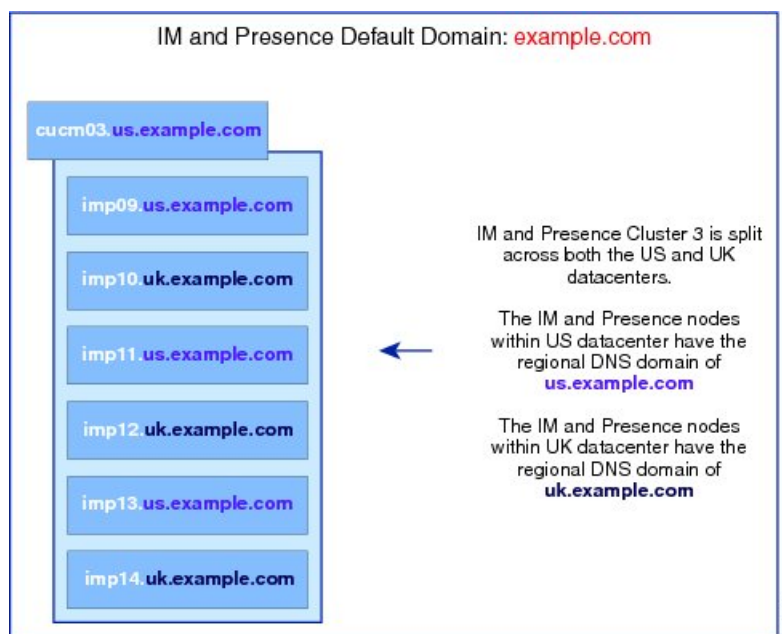 IM and Presence Default Domain: example.com
cucm03.us.example.com
imp09.us.example.com
imp10.uk.example.com
imp11.us.example.com
imp12.uk.example.com
imp13.us.example.com
imp14.uk.example.com
IM and Presence Cluster 3 is split
across both the US and UK
datacenters.
The IM and Presence nodes
within US datacenter have the
regional DNS domain of
us.example.com
The IM and Presence nodes
within UK datacenter have the
regional DNS domain of
uk.example.com